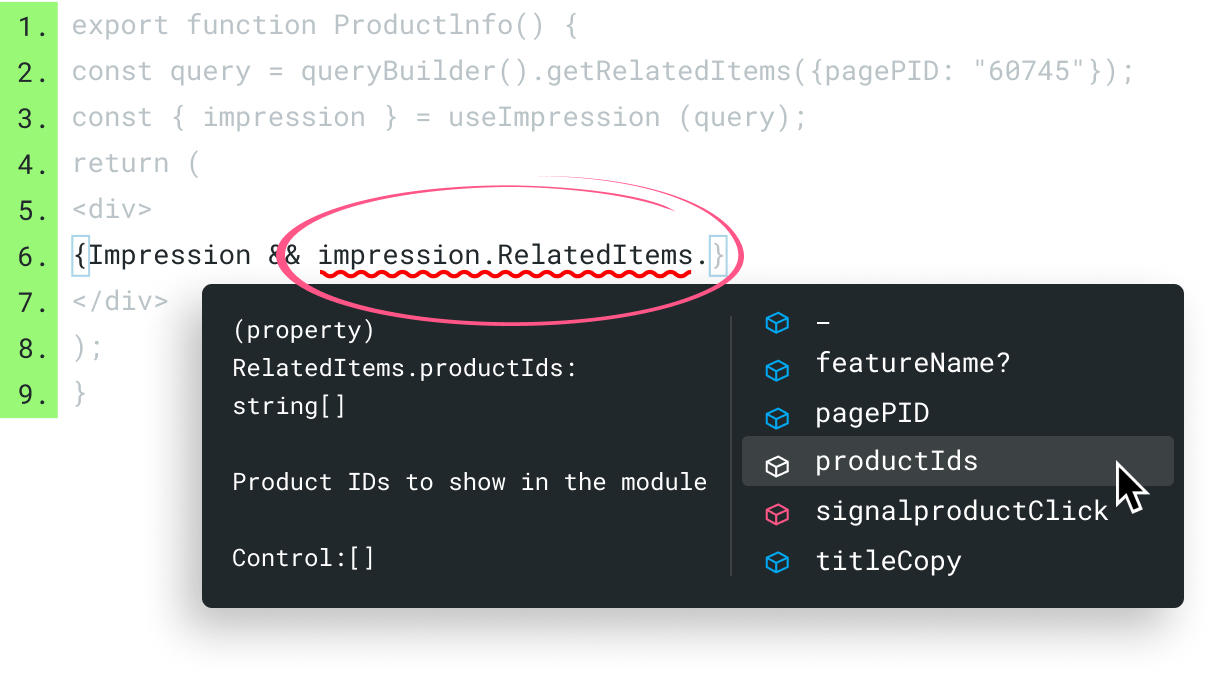 1. export function Productlnfo() {
2. const query = queryBuilder().getRelatedItems({pagePID: "60745"});
3. const { impression } = useImpression (query);
4. return (
5. <div>
6. {Impression && impression.RelatedItems.}
7. </div>
8. );
9. }
(property)
RelatedItems.productIds:
string[]
Product IDs to show in the module
Control:[]
–
featureName?
pagePID
productIds
signalproductClick
titleCopy